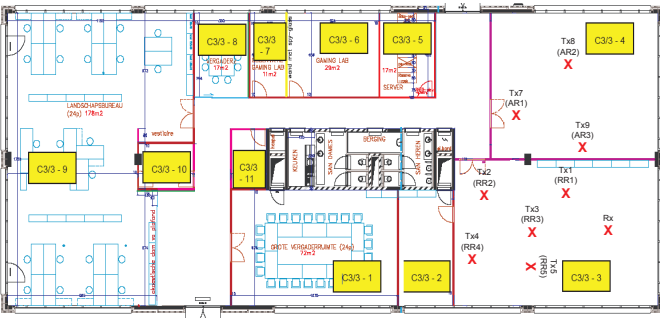 C3/3 - 8
C3/3
- 7
C3/3 - 6
C3/3 - 5
C3/3 - 4
VERGADER
17m2
GAMING LAB
11m2
GAMING LAB
29m2
17m2
SERVER
Tx8
(AR2)
X
Tx7
(AR1)
X
Tx9
(AR3)
X
LANDSCHAPSBUREAU
(24p) 178m2
vestiaire
KEUKEN
SAN DAMES
BERGING
SAN HEREN
C3/3 - 9
C3/3 - 10
C3/3
- 11
Tx2
(RR2)
X
Tx1
(RR1)
X
Tx3
(RR3)
X
Rx
X
Tx4
(RR4)
X
Tx5
(RR5)
X
GROTE VERGADERRUIMTE (24p)
72m2
C3/3 - 1
C3/3 - 2
C3/3 - 3